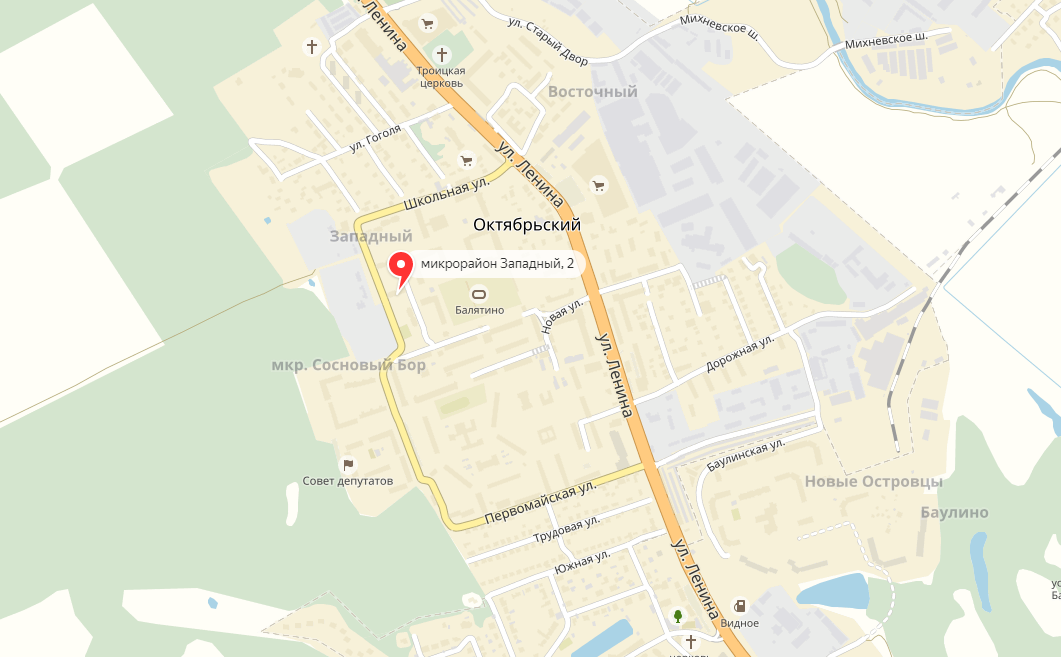 ул. Ленина
ул. Старый Двор
Михневское ш.
Михневское ш.
Троицкая
церковь
Восточный
ул. Гоголя
ул. Ленина
Школьная ул.
Октябрьский
Западный
микрорайон Западный, 2
Балятино
Новая ул.
ул. Ленина
Дорожная ул.
мкр. Сосновый Бор
Баулинская ул.
Совет депутатов
Новые Островцы
Первомайская ул.
Баулино
Трудовая ул.
Южная ул.
ул. Ленина
Видное
церковь